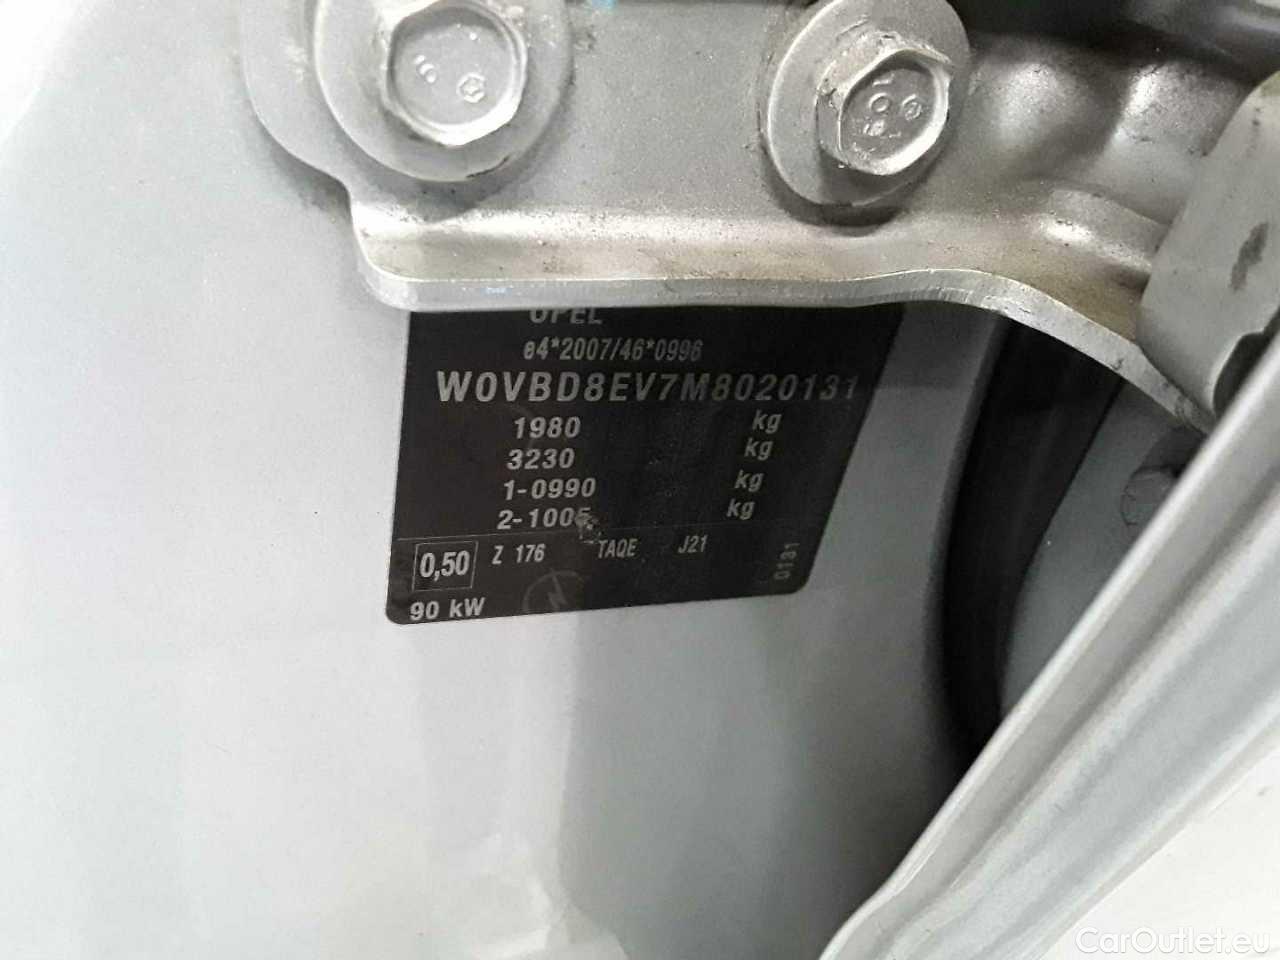 OPEL
e4*2007/46*0996
W0VBD8EV7M8020131
1980 kg
3230 kg
1-0990 kg
2-1005 kg
0,50 Z 176 TAQE J21
0131
90 kW
CarOutlet.eu